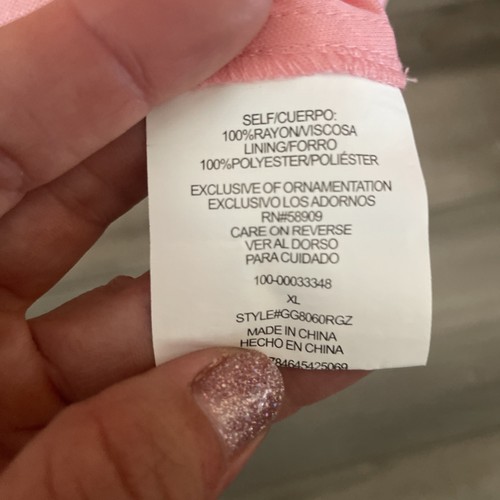 SELF/CUERPO:
100%RAYON/VISCOSA
LINING/FORRO
100%POLYESTER/POLIÉSTER
EXCLUSIVE OF ORNAMENTATION
EXCLUSIVO LOS ADORNOS
RN#58909
CARE ON REVERSE
VER AL DORSO
PARA CUIDADO
100-00033348
XL
STYLE#GG8060RGZ
MADE IN CHINA
HECHO EN CHINA
784645425069